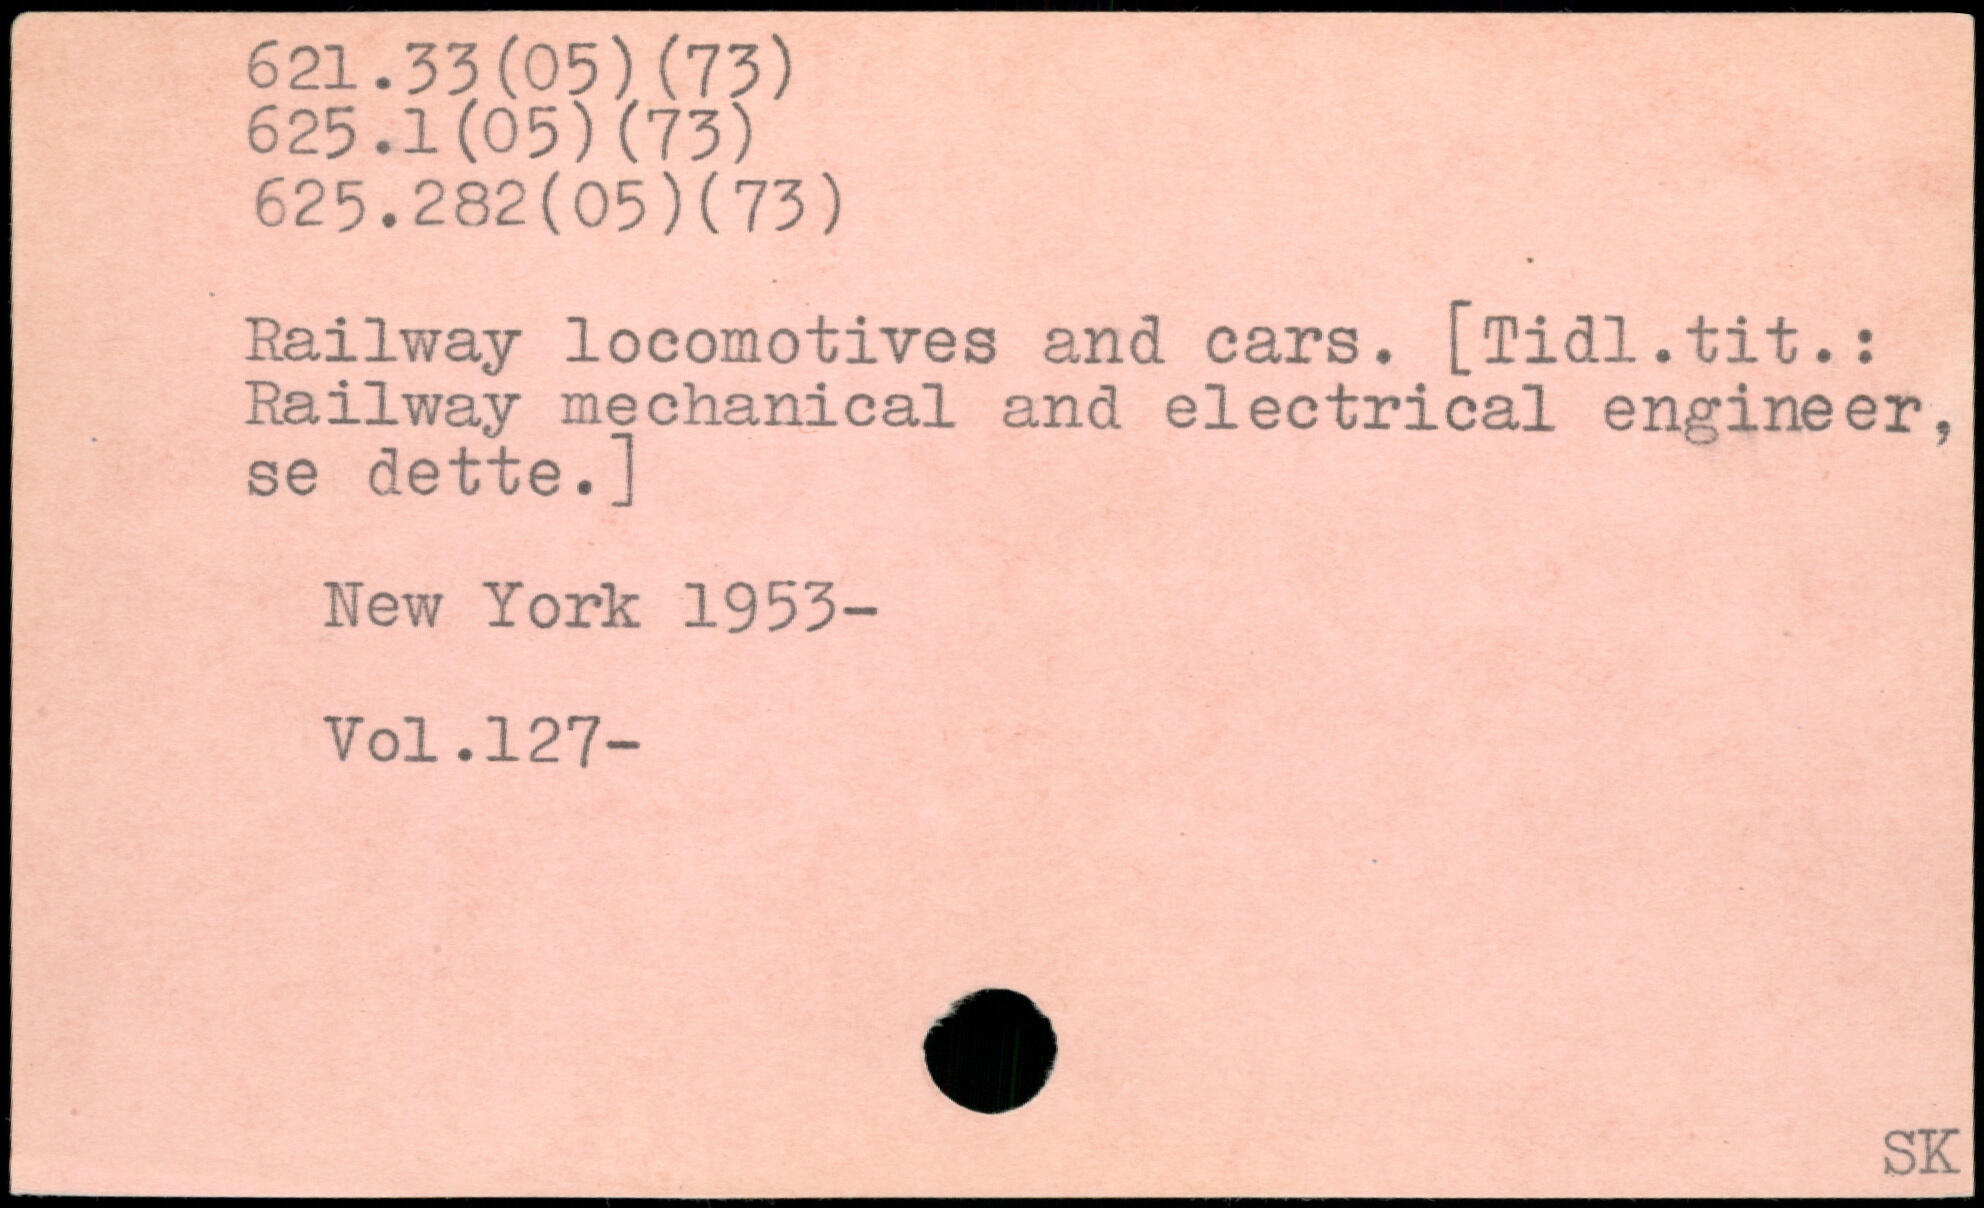 621.33(05)(73)
625.1(05)(73)
625.282(05)(73)
Railway locomotives and cars. [Tidl.tit.:
Railway mechanical and electrical engineer,
se dette.]
New York 1953-
Vol.127-
SK